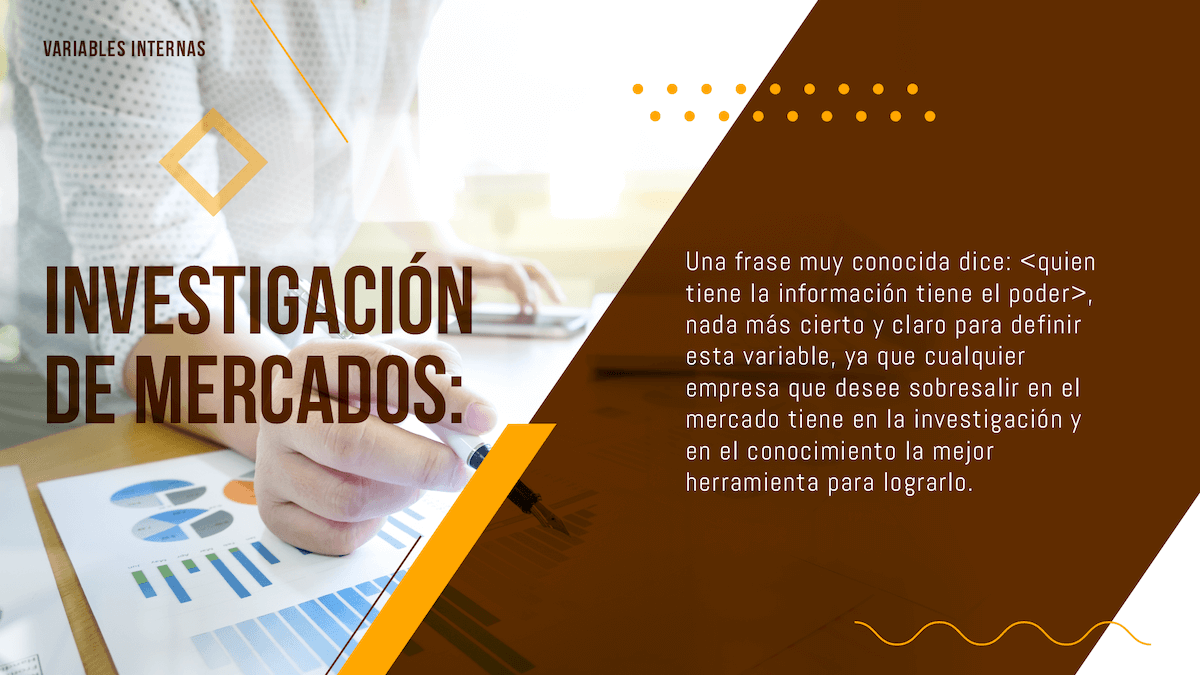 VARIABLES INTERNAS
INVESTIGACIÓN
DE MERCADOS:
Una frase muy conocida dice: <quien
tiene la información tiene el poder>,
nada más cierto y claro para definir
esta variable, ya que cualquier
empresa que desee sobresalir en el
mercado tiene en la investigación y
en el conocimiento la mejor
herramienta para lograrlo.